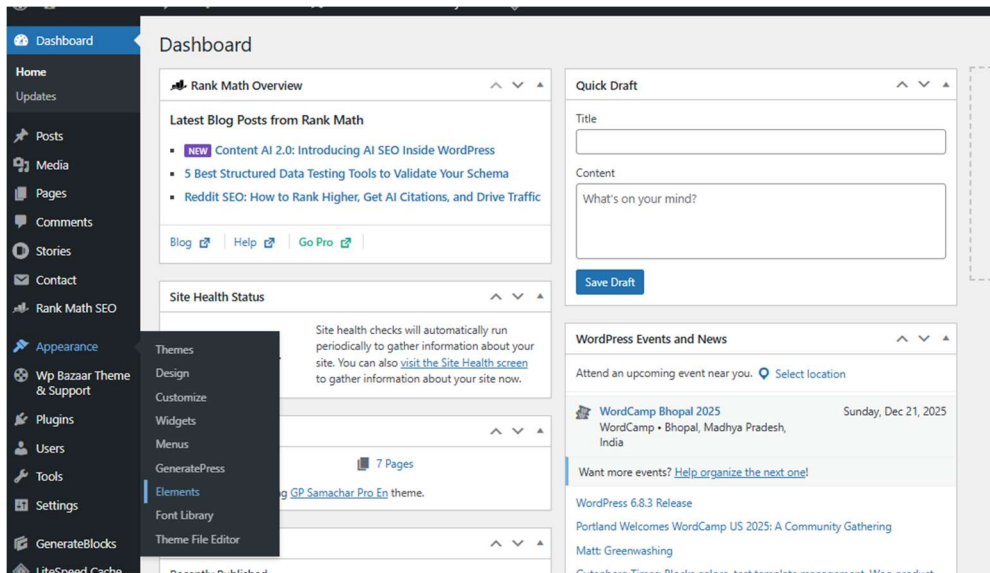 Dashboard
Home
Updates
Posts
Media
Pages
Comments
Stories
Contact
Rank Math SEO
Appearance
Wp Bazaar Theme
& Support
Plugins
Users
Tools
Settings
GenerateBlocks
LiteSpeed Cache
Themes
Design
Customize
Widgets
Menus
GeneratePress
Elements
Font Library
Theme File Editor
Dashboard
Rank Math Overview
Latest Blog Posts from Rank Math
NEW Content AI 2.0: Introducing AI SEO Inside WordPress
5 Best Structured Data Testing Tools to Validate Your Schema
Reddit SEO: How to Rank Higher, Get AI Citations, and Drive Traffic
Blog Help Go Pro
Site Health Status
Site health checks will automatically run
periodically to gather information about your
site. You can also visit the Site Health screen
to gather information about your site now.
7 Pages
GP Samachar Pro En theme.
Recently Published
Quick Draft
Title
Content
What's on your mind?
Save Draft
WordPress Events and News
Attend an upcoming event near you. Select location
WordCamp Bhopal 2025 Sunday, Dec 21, 2025
WordCamp • Bhopal, Madhya Pradesh,
India
Want more events? Help organize the next one!
WordPress 6.8.3 Release
Portland Welcomes WordCamp US 2025: A Community Gathering
Matt: Greenwashing